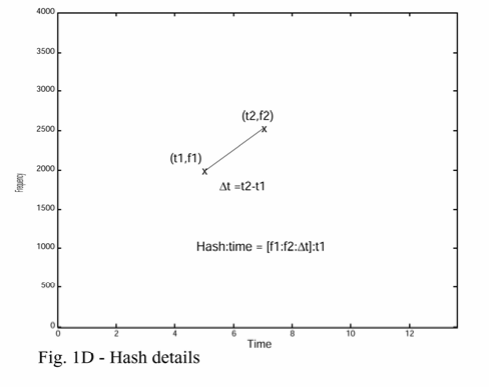 4000
3500
3000
2500
2000
1500
1000
500
0
Frequency
(t2,f2)
(t1,f1)
Δt =t2-t1
Hash:time = [f1:f2:Δt]:t1
0 2 4 6 8 10 12
Time
Fig. 1D - Hash details